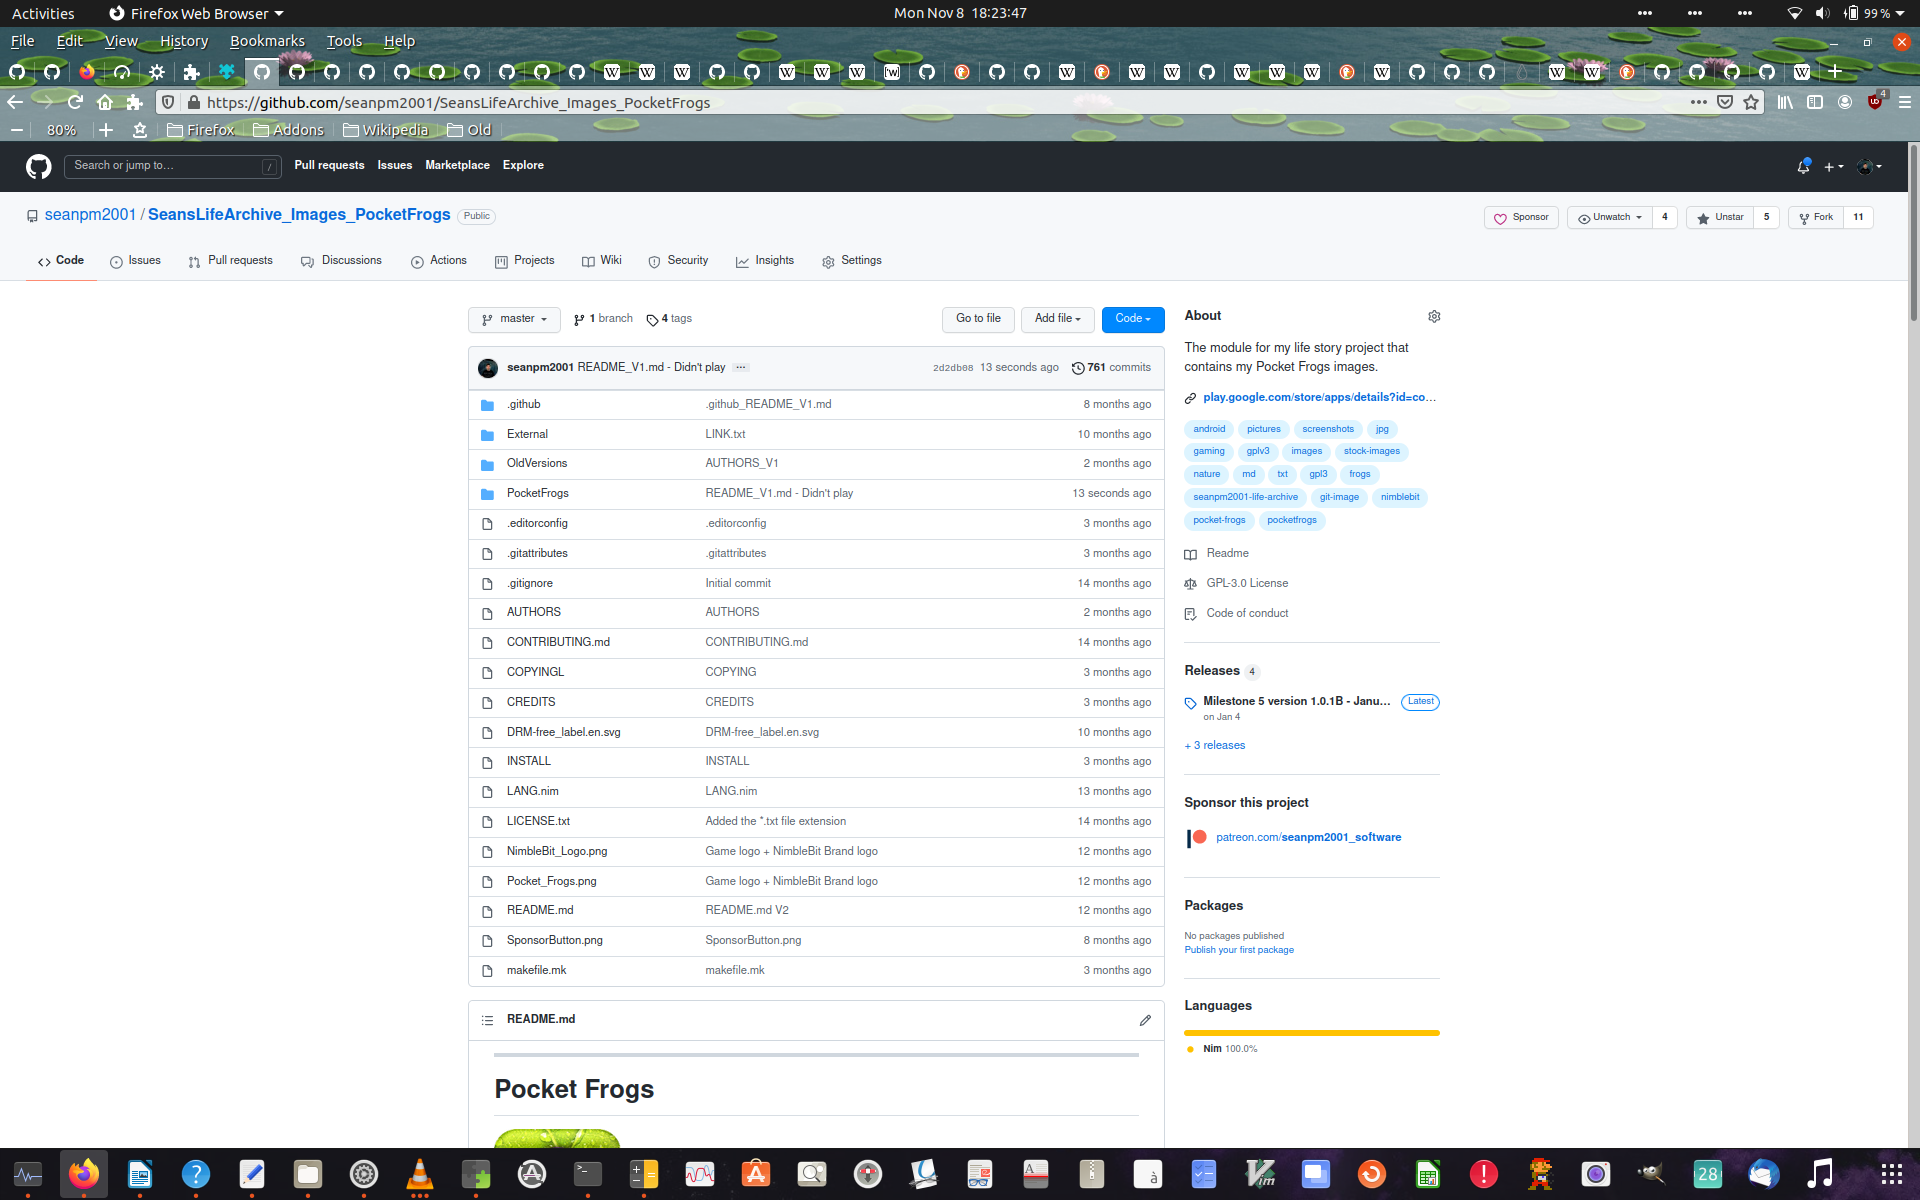 Activities Firefox Web Browser Mon Nov 8 18:23:47 99 %
File Edit View History Bookmarks Tools Help
https://github.com/seanpm2001/SeansLifeArchive_Images_PocketFrogs 4
80% Firefox Addons Wikipedia Old
Search or jump to… / Pull requests Issues Marketplace Explore
seanpm2001 / SeansLifeArchive_Images_PocketFrogs Public Sponsor Unwatch 4 Unstar 5 Fork 11
Code Issues Pull requests Discussions Actions Projects Wiki Security Insights Settings
master 1 branch 4 tags Go to file Add file Code
seanpm2001 README_V1.md - Didn't play ... 2d2db08 13 seconds ago 761 commits
.github .github_README_V1.md 8 months ago
External LINK.txt 10 months ago
OldVersions AUTHORS_V1 2 months ago
PocketFrogs README_V1.md - Didn't play 13 seconds ago
.editorconfig .editorconfig 3 months ago
.gitattributes .gitattributes 3 months ago
.gitignore Initial commit 14 months ago
AUTHORS AUTHORS 2 months ago
CONTRIBUTING.md CONTRIBUTING.md 14 months ago
COPYINGL COPYING 3 months ago
CREDITS CREDITS 3 months ago
DRM-free_label.en.svg DRM-free_label.en.svg 10 months ago
INSTALL INSTALL 3 months ago
LANG.nim LANG.nim 13 months ago
LICENSE.txt Added the *.txt file extension 14 months ago
NimbleBit_Logo.png Game logo + NimbleBit Brand logo 12 months ago
Pocket_Frogs.png Game logo + NimbleBit Brand logo 12 months ago
README.md README.md V2 12 months ago
SponsorButton.png SponsorButton.png 8 months ago
makefile.mk makefile.mk 3 months ago
README.md
Pocket Frogs
About
The module for my life story project that
contains my Pocket Frogs images.
play.google.com/store/apps/details?id=co...
android pictures screenshots jpg
gaming gplv3 images stock-images
nature md txt gpl3 frogs
seanpm2001-life-archive git-image nimblebit
pocket-frogs pocketfrogs
Readme
GPL-3.0 License
Code of conduct
Releases 4
Milestone 5 version 1.0.1B - Janu... Latest
on Jan 4
+ 3 releases
Sponsor this project
patreon.com/seanpm2001_software
Packages
No packages published
Publish your first package
Languages
Nim 100.0%
28